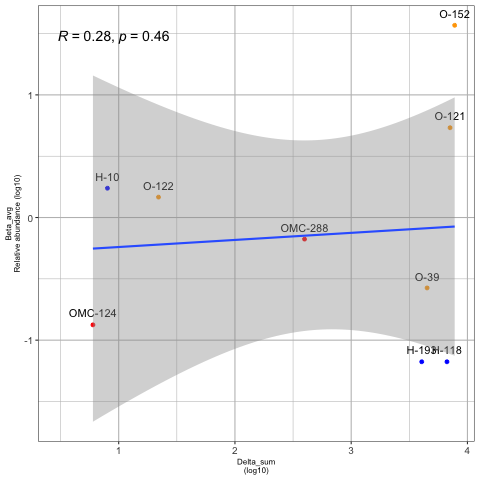 O-152
R = 0.28, p = 0.46
1
O-121
H-10
O-122
0
OMC-288
O-39
OMC-124
-1
H-193
H-118
1
2
3
4
Delta_sum
(log10)
Beta_avg
Relative abundance (log10)